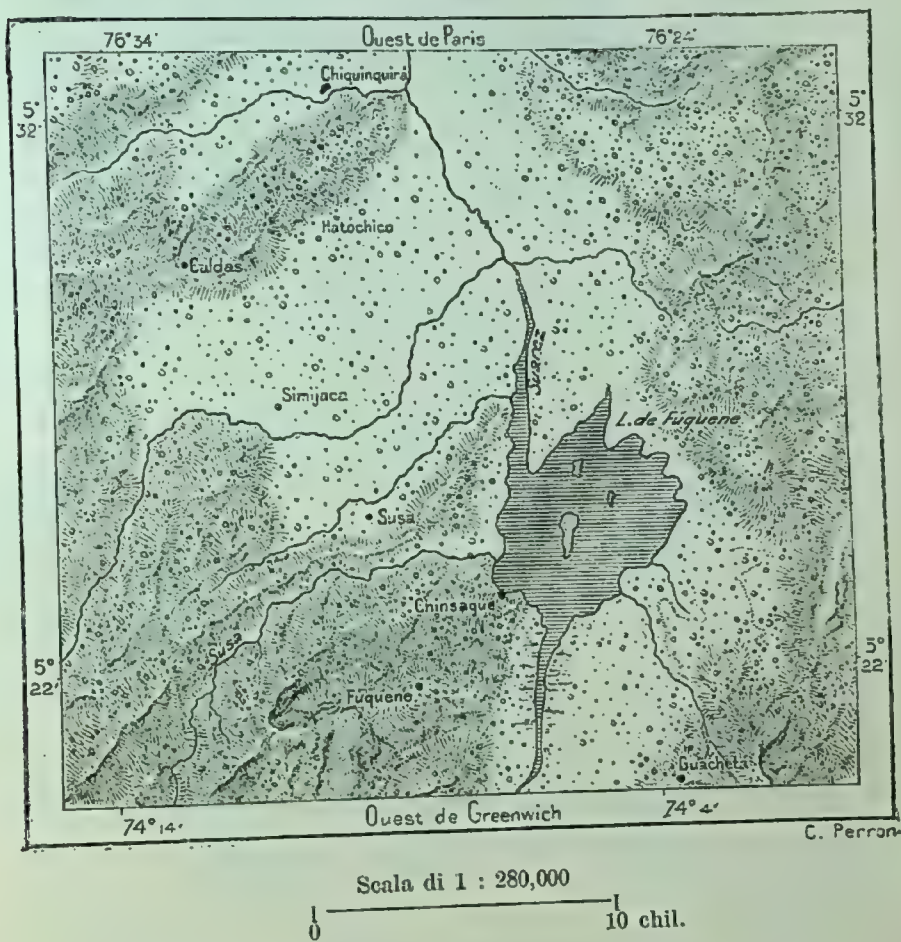 76°34' Ouest de Paris 76°24'
Chiquinquirá
5°
32'
5°
32
Hatochico
Caldas
Suarez
Simijaca
L. de Fuquene
Susa
Chinsaque
Susa
5°
22'
5°
22
Fuquene
Guacheta
74°14' Ouest de Greenwich 74°4'
C. Perron
Scala di 1 : 280,000
0 10 chil.